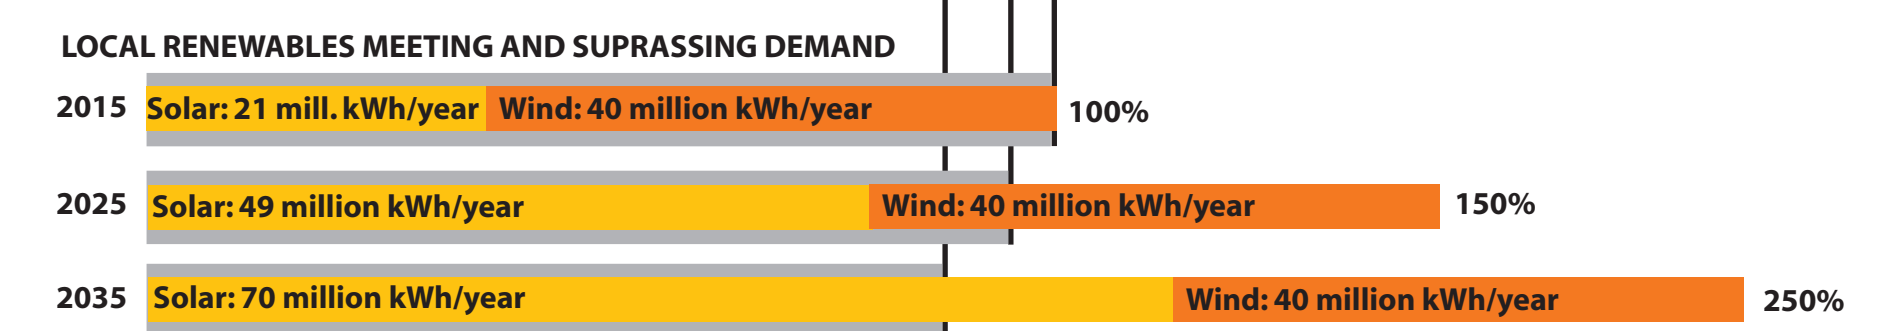 LOCAL RENEWABLES MEETING AND SUPRASSING DEMAND
2015 Solar: 21 mill. kWh/year Wind: 40 million kWh/year 100%
2025 Solar: 49 million kWh/year Wind: 40 million kWh/year 150%
2035 Solar: 70 million kWh/year Wind: 40 million kWh/year 250%